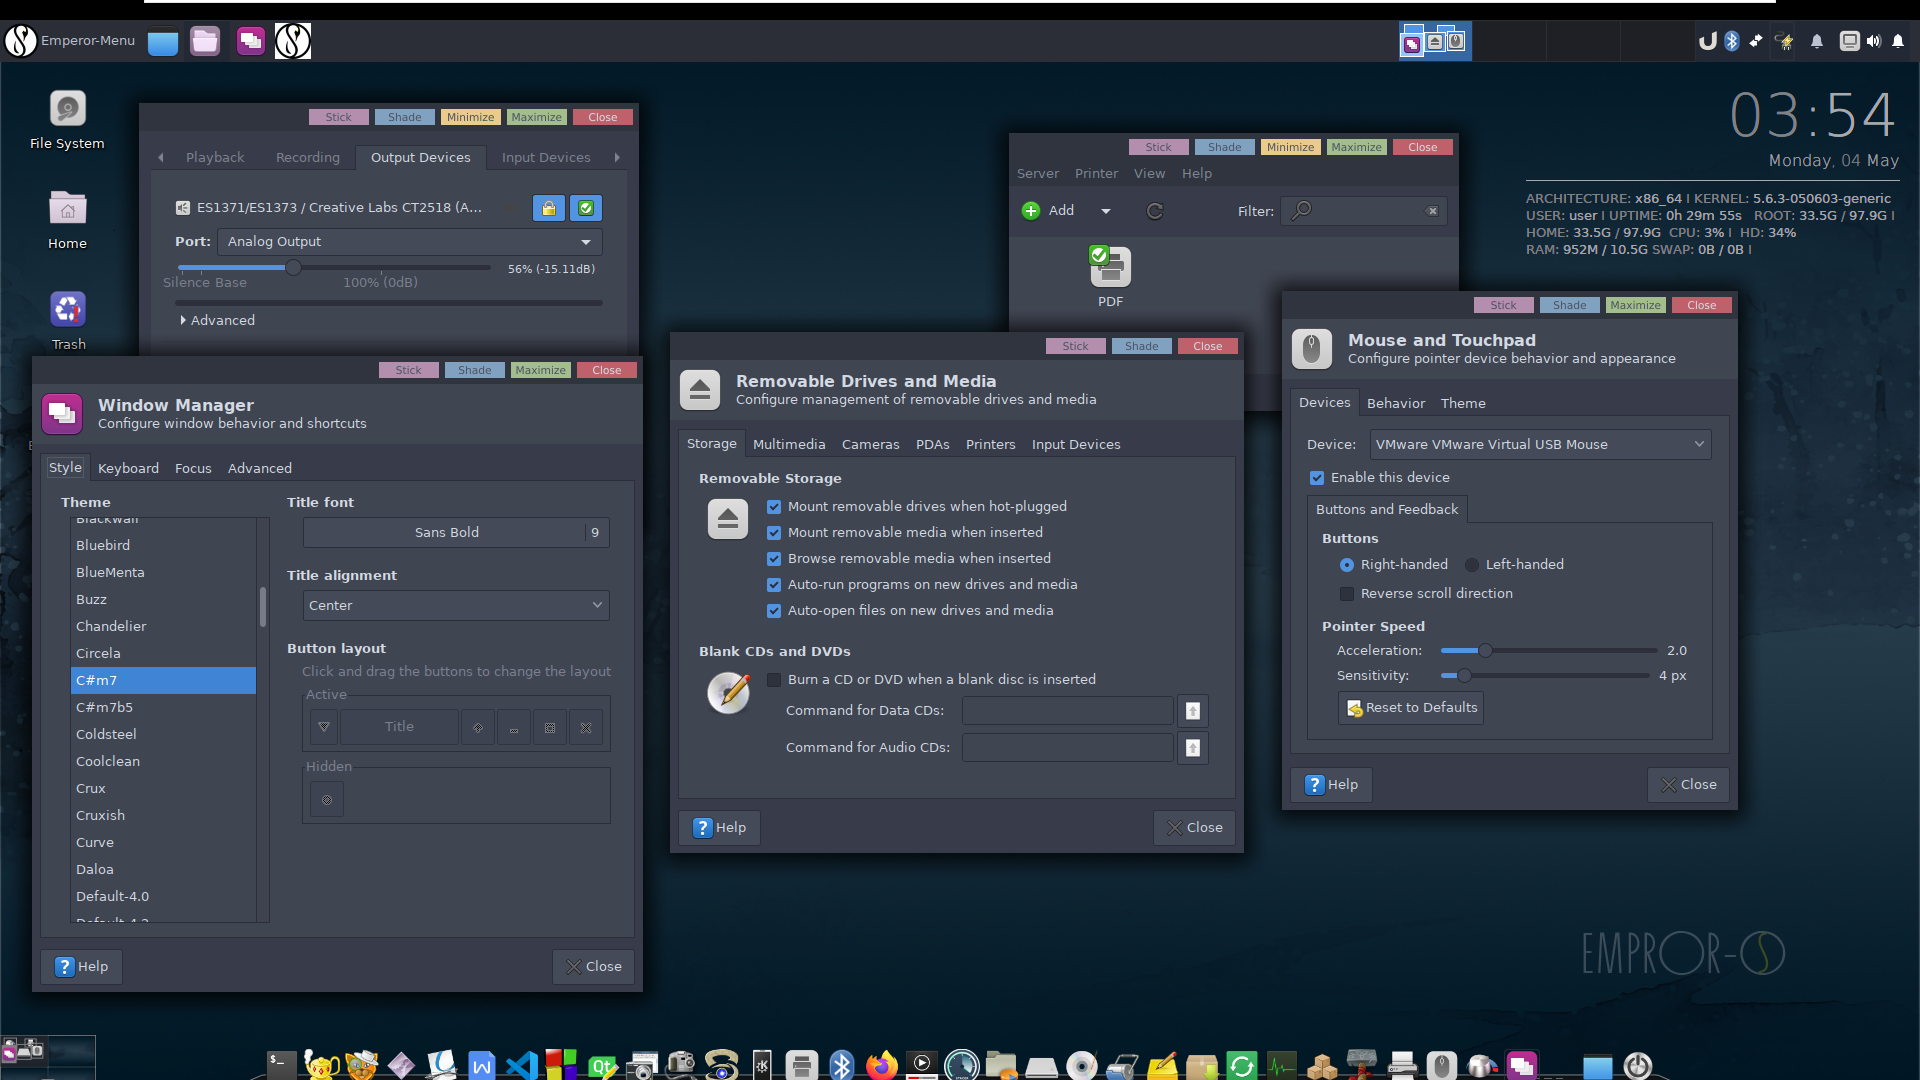 Emperor-Menu
File System
Home
Trash
03:54
Monday, 04 May
ARCHITECTURE: x86_64 | KERNEL: 5.6.3-050603-generic
USER: user | UPTIME: 0h 29m 55s ROOT: 33.5G / 97.9G |
HOME: 33.5G / 97.9G CPU: 3% | HD: 34%
RAM: 952M / 10.5G SWAP: 0B / 0B |
Stick Shade Minimize Maximize Close
Playback Recording Output Devices Input Devices
ES1371/ES1373 / Creative Labs CT2518 (A...
Port: Analog Output
56% (-15.11dB)
Silence Base 100% (0dB)
Advanced
Stick Shade Minimize Maximize Close
Server Printer View Help
Add Filter:
PDF
Stick Shade Maximize Close
Window Manager
Configure window behavior and shortcuts
Style Keyboard Focus Advanced
Theme
Blackwall
Bluebird
BlueMenta
Buzz
Chandelier
Circela
C#m7
C#m7b5
Coldsteel
Coolclean
Crux
Cruxish
Curve
Daloa
Default-4.0
Default-4.2
Title font
Sans Bold 9
Title alignment
Center
Button layout
Click and drag the buttons to change the layout
Active
Title
Hidden
Help Close
Stick Shade Close
Removable Drives and Media
Configure management of removable drives and media
Storage Multimedia Cameras PDAs Printers Input Devices
Removable Storage
Mount removable drives when hot-plugged
Mount removable media when inserted
Browse removable media when inserted
Auto-run programs on new drives and media
Auto-open files on new drives and media
Blank CDs and DVDs
Burn a CD or DVD when a blank disc is inserted
Command for Data CDs:
Command for Audio CDs:
Help Close
Stick Shade Maximize Close
Mouse and Touchpad
Configure pointer device behavior and appearance
Devices Behavior Theme
Device: VMware VMware Virtual USB Mouse
Enable this device
Buttons and Feedback
Buttons
Right-handed Left-handed
Reverse scroll direction
Pointer Speed
Acceleration: 2.0
Sensitivity: 4 px
Reset to Defaults
Help Close
EMPROR-OS